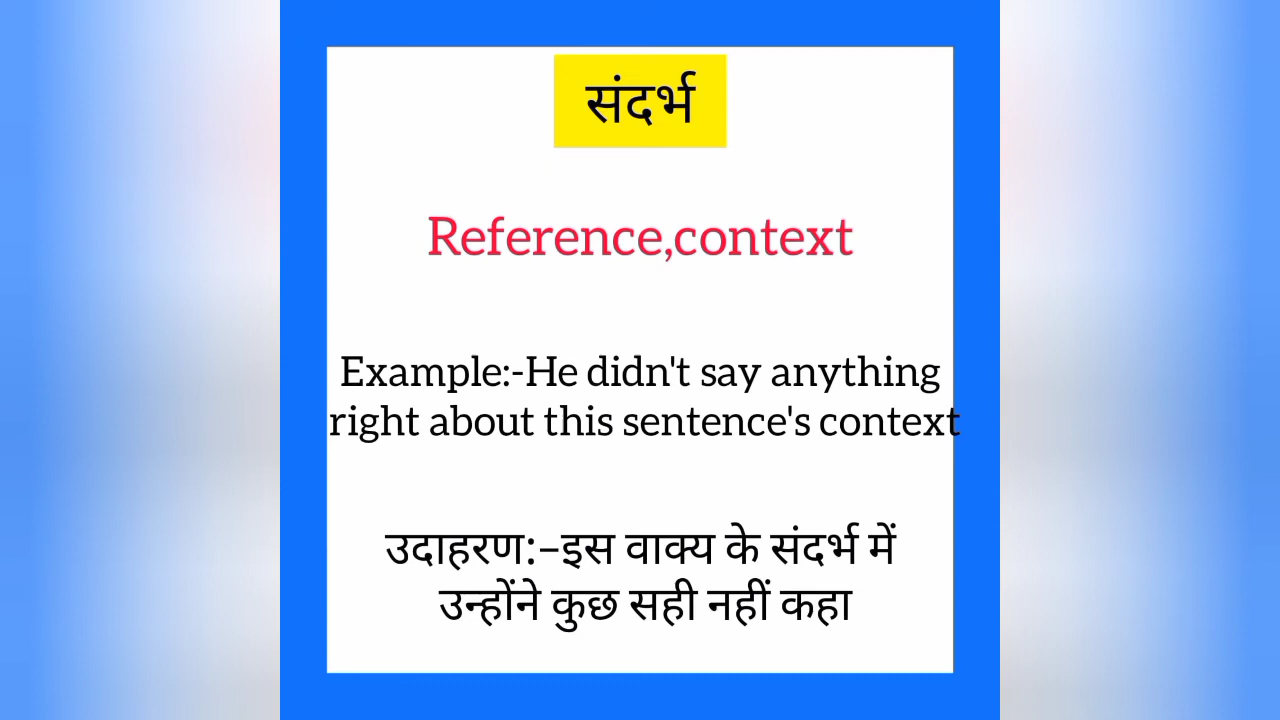 संदर्भ
Reference,context
Example:-He didn't say anything
right about this sentence's context
उदाहरण:–इस वाक्य के संदर्भ में
उन्होंने कुछ सही नहीं कहा